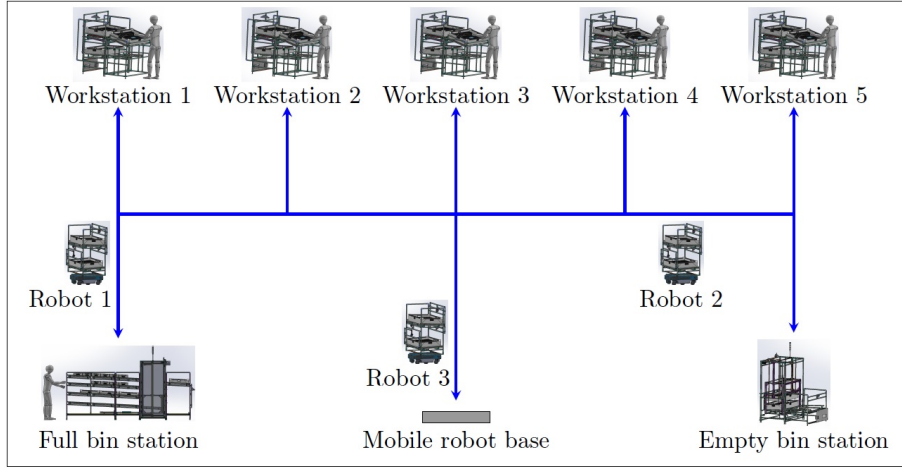 Workstation 1
Workstation 2
Workstation 3
Workstation 4
Workstation 5
Robot 1
Robot 2
Robot 3
Full bin station
Mobile robot base
Empty bin station